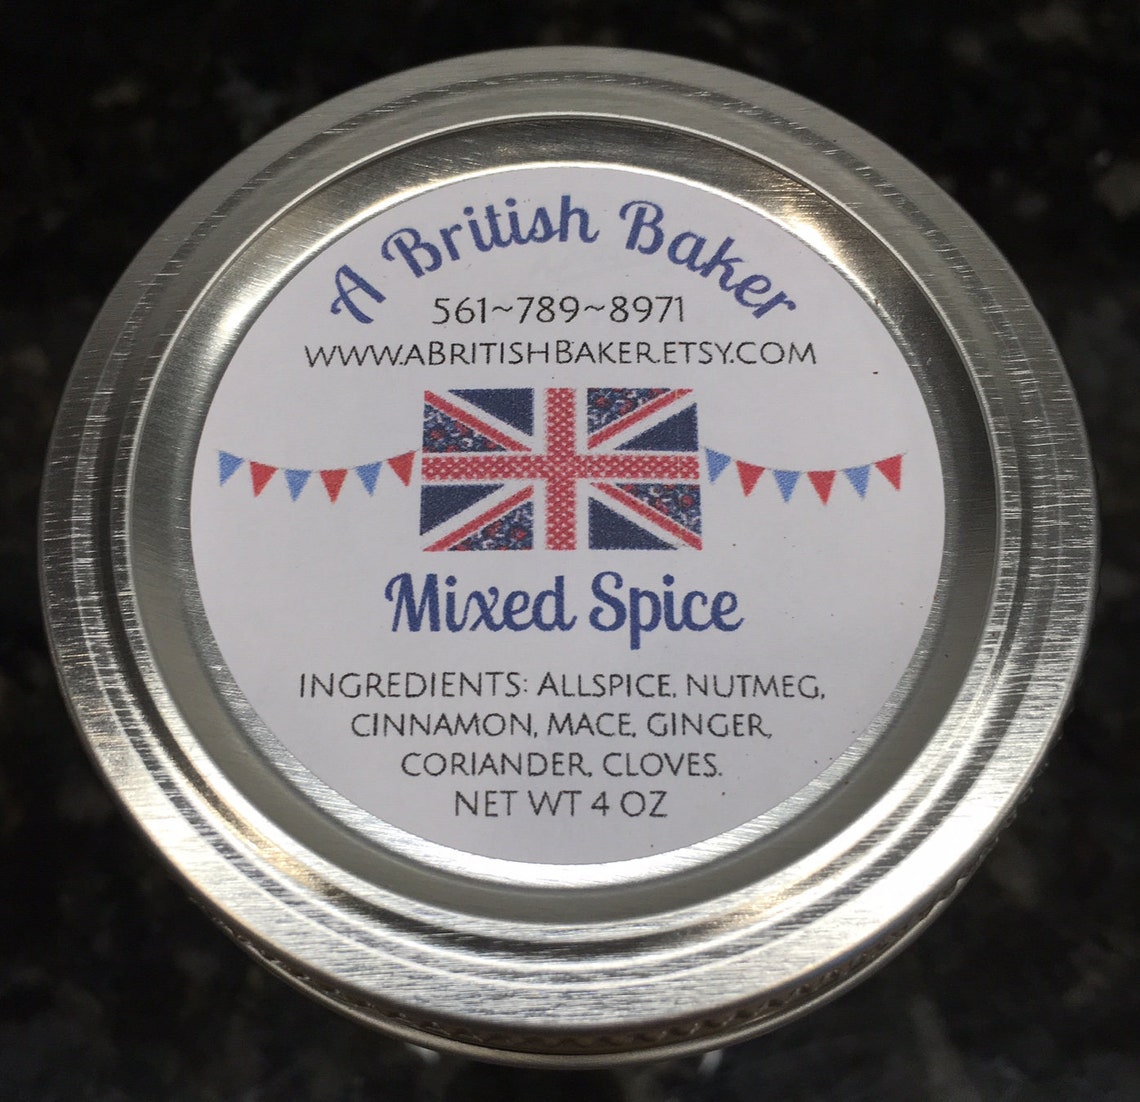 A British Baker
561~789~8971
WWW.ABRITISHBAKER.ETSY.COM
Mixed Spice
INGREDIENTS: ALLSPICE, NUTMEG,
CINNAMON, MACE, GINGER,
CORIANDER, CLOVES.
NET WT 4 OZ